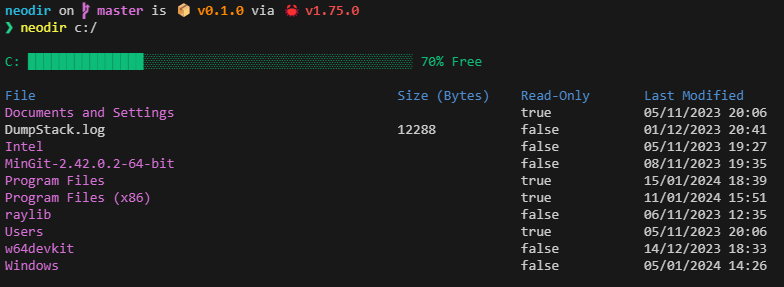 neodir on master is v0.1.0 via v1.75.0
❯ neodir c:/
C: 70% Free
File Size (Bytes) Read-Only Last Modified
Documents and Settings true 05/11/2023 20:06
DumpStack.log 12288 false 01/12/2023 20:41
Intel false 05/11/2023 19:27
MinGit-2.42.0.2-64-bit false 08/11/2023 19:35
Program Files true 15/01/2024 18:39
Program Files (x86) true 11/01/2024 15:51
raylib false 06/11/2023 12:35
Users true 05/11/2023 20:06
w64devkit false 14/12/2023 18:33
Windows false 05/01/2024 14:26